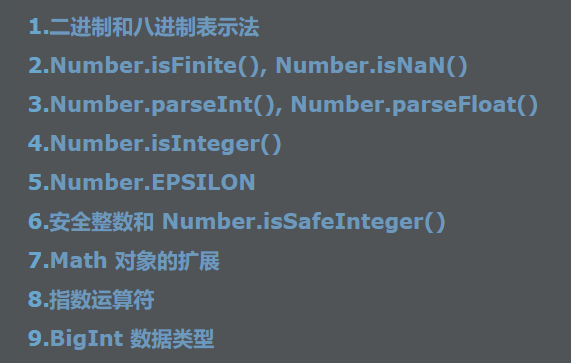 1.二进制和八进制表示法
2.Number.isFinite(), Number.isNaN()
3.Number.parseInt(), Number.parseFloat()
4.Number.isInteger()
5.Number.EPSILON
6.安全整数和 Number.isSafeInteger()
7.Math 对象的扩展
8.指数运算符
9.BigInt 数据类型